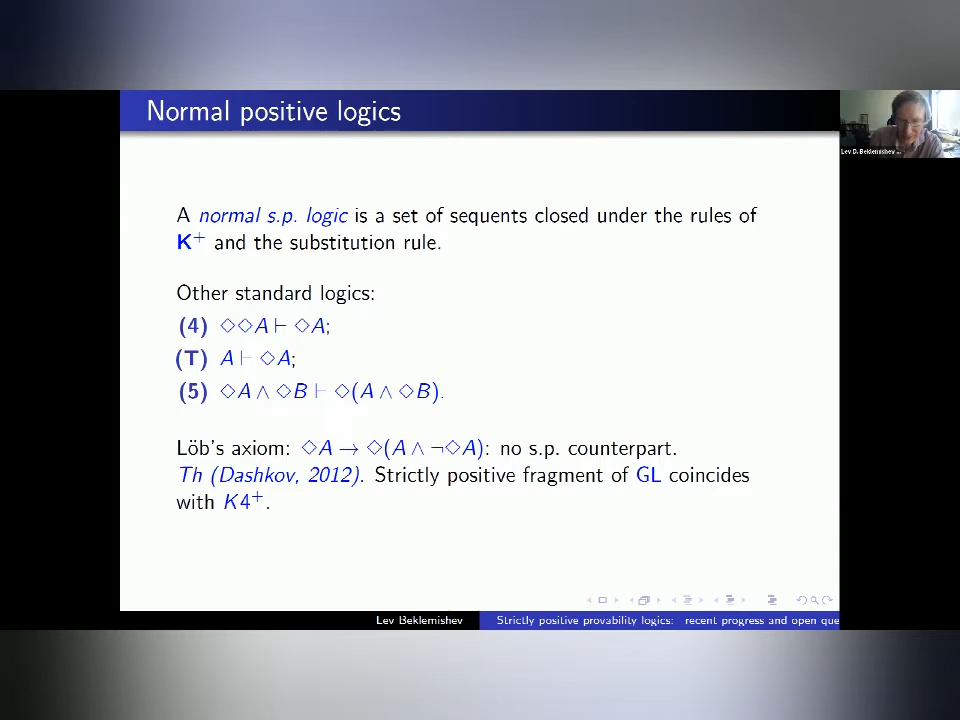 Normal positive logics
Lev D. Beklemishev ...
A normal s.p. logic is a set of sequents closed under the rules of
K⁺ and the substitution rule.
Other standard logics:
(4) ◇◇A ⊢ ◇A;
(T) A ⊢ ◇A;
(5) ◇A ∧ ◇B ⊢ ◇(A ∧ ◇B).
Löb's axiom: ◇A → ◇(A ∧ ¬◇A): no s.p. counterpart.
Th (Dashkov, 2012). Strictly positive fragment of GL coincides
with K4⁺.
Lev Beklemishev
Strictly positive provability logics: recent progress and open que